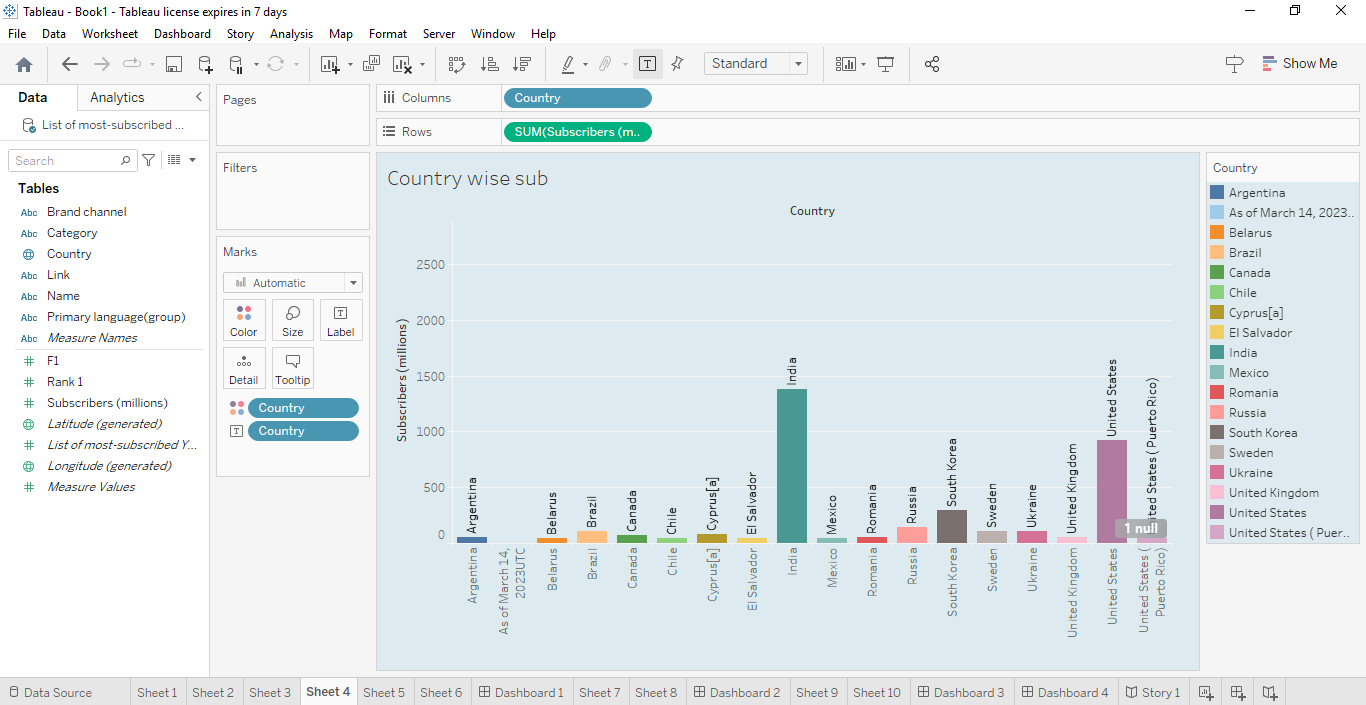 Tableau - Book1 - Tableau license expires in 7 days
File Data Worksheet Dashboard Story Analysis Map Format Server Window Help
Standard
Show Me
Data Analytics
List of most-subscribed ...
Search
Tables
Abc Brand channel
Abc Category
Country
Abc Link
Abc Name
Abc Primary language(group)
Abc Measure Names
F1
Rank 1
Subscribers (millions)
Latitude (generated)
List of most-subscribed Y...
Longitude (generated)
Measure Values
Pages
Filters
Marks
Automatic
Color Size Label
Detail Tooltip
Country
Country
Columns Country
Rows SUM(Subscribers (m..
Country wise sub
Country
Subscribers (millions)
2500
2000
1500
1000
500
0
Argentina
Belarus
Brazil
Canada
Chile
Cyprus[a]
El Salvador
India
Mexico
Romania
Russia
South Korea
Sweden
Ukraine
United Kingdom
United States
United States ( Puerto Rico)
1 null
Argentina
As of March 14,
2023UTC
Belarus
Brazil
Canada
Chile
Cyprus[a]
El Salvador
India
Mexico
Romania
Russia
South Korea
Sweden
Ukraine
United Kingdom
United States
United States (
Puerto Rico)
Country
Argentina
As of March 14, 2023..
Belarus
Brazil
Canada
Chile
Cyprus[a]
El Salvador
India
Mexico
Romania
Russia
South Korea
Sweden
Ukraine
United Kingdom
United States
United States ( Puer..
Data Source Sheet 1 Sheet 2 Sheet 3 Sheet 4 Sheet 5 Sheet 6 Dashboard 1 Sheet 7 Sheet 8 Dashboard 2 Sheet 9 Sheet 10 Dashboard 3 Dashboard 4 Story 1